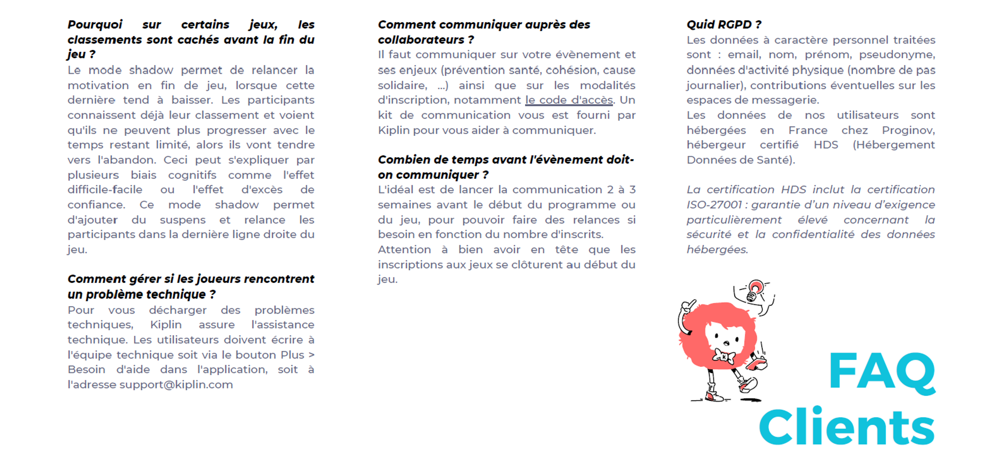 Pourquoi sur certains jeux, les
classements sont cachés avant la fin du
jeu ?
Le mode shadow permet de relancer la
motivation en fin de jeu, lorsque cette
dernière tend à baisser. Les participants
connaissent déjà leur classement et voient
qu'ils ne peuvent plus progresser avec le
temps restant limité, alors ils vont tendre
vers l'abandon. Ceci peut s'expliquer par
plusieurs biais cognitifs comme l'effet
difficile-facile ou l'effet d'excès de
confiance. Ce mode shadow permet
d'ajouter du suspens et relance les
participants dans la dernière ligne droite du
jeu.
Comment gérer si les joueurs rencontrent
un problème technique ?
Pour vous décharger des problèmes
techniques, Kiplin assure l'assistance
technique. Les utilisateurs doivent écrire à
l'équipe technique soit via le bouton Plus >
Besoin d'aide dans l'application, soit à
l'adresse support@kiplin.com
Comment communiquer auprès des
collaborateurs ?
Il faut communiquer sur votre évènement et
ses enjeux (prévention santé, cohésion, cause
solidaire, ...) ainsi que sur les modalités
d'inscription, notamment le code d'accès. Un
kit de communication vous est fourni par
Kiplin pour vous aider à communiquer.
Combien de temps avant l'évènement doit-
on communiquer ?
L'idéal est de lancer la communication 2 à 3
semaines avant le début du programme ou
du jeu, pour pouvoir faire des relances si
besoin en fonction du nombre d'inscrits.
Attention à bien avoir en tête que les
inscriptions aux jeux se clôturent au début du
jeu.
Quid RGPD ?
Les données à caractère personnel traitées
sont : email, nom, prénom, pseudonyme,
données d'activité physique (nombre de pas
journalier), contributions éventuelles sur les
espaces de messagerie.
Les données de nos utilisateurs sont
hébergées en France chez Proginov,
hébergeur certifié HDS (Hébergement
Données de Santé).
La certification HDS inclut la certification
ISO-27001 : garantie d’un niveau d’exigence
particulièrement élevé concernant la
sécurité et la confidentialité des données
hébergées.
K
FAQ
Clients